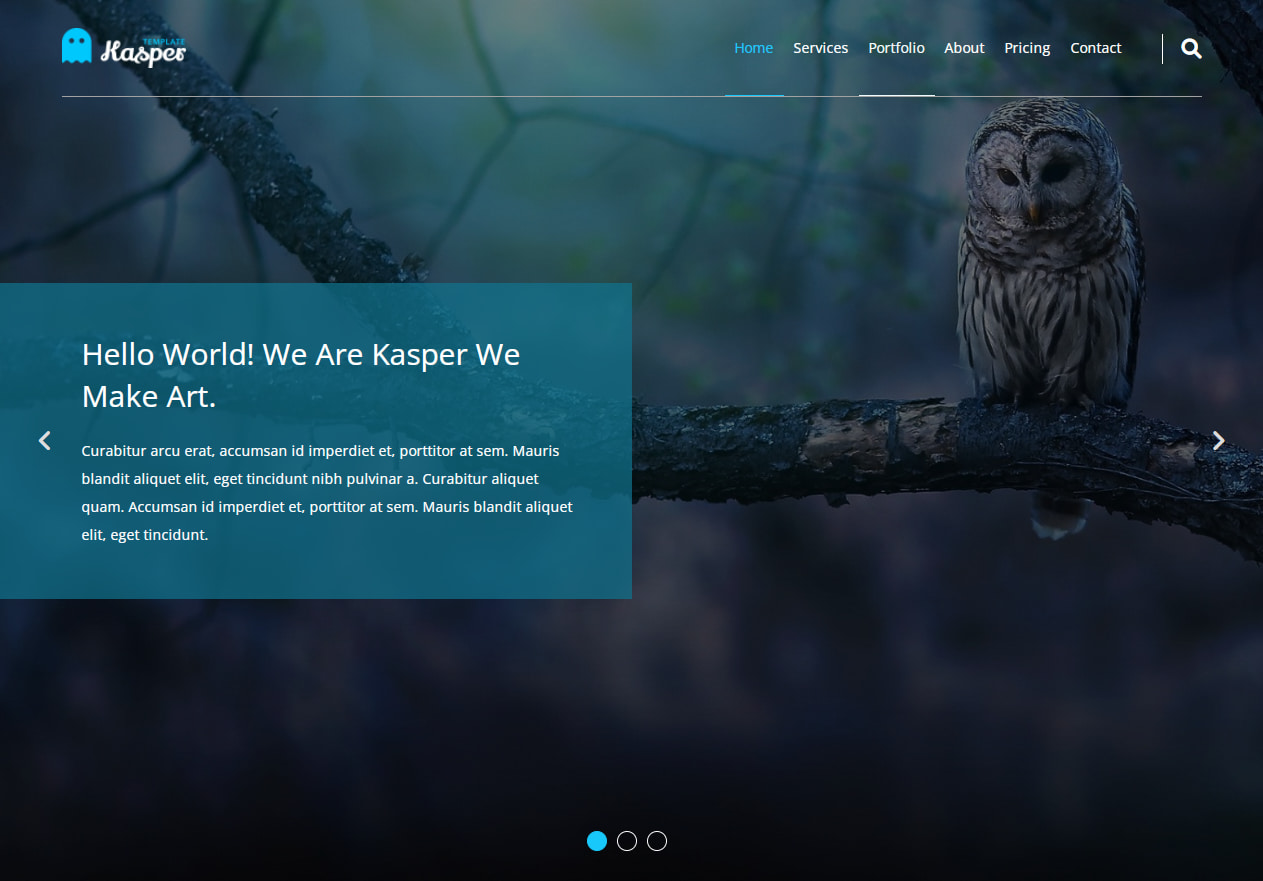 TEMPLATE
Kasper
Home Services Portfolio About Pricing Contact
Hello World! We Are Kasper We
Make Art.
Curabitur arcu erat, accumsan id imperdiet et, porttitor at sem. Mauris
blandit aliquet elit, eget tincidunt nibh pulvinar a. Curabitur aliquet
quam. Accumsan id imperdiet et, porttitor at sem. Mauris blandit aliquet
elit, eget tincidunt.